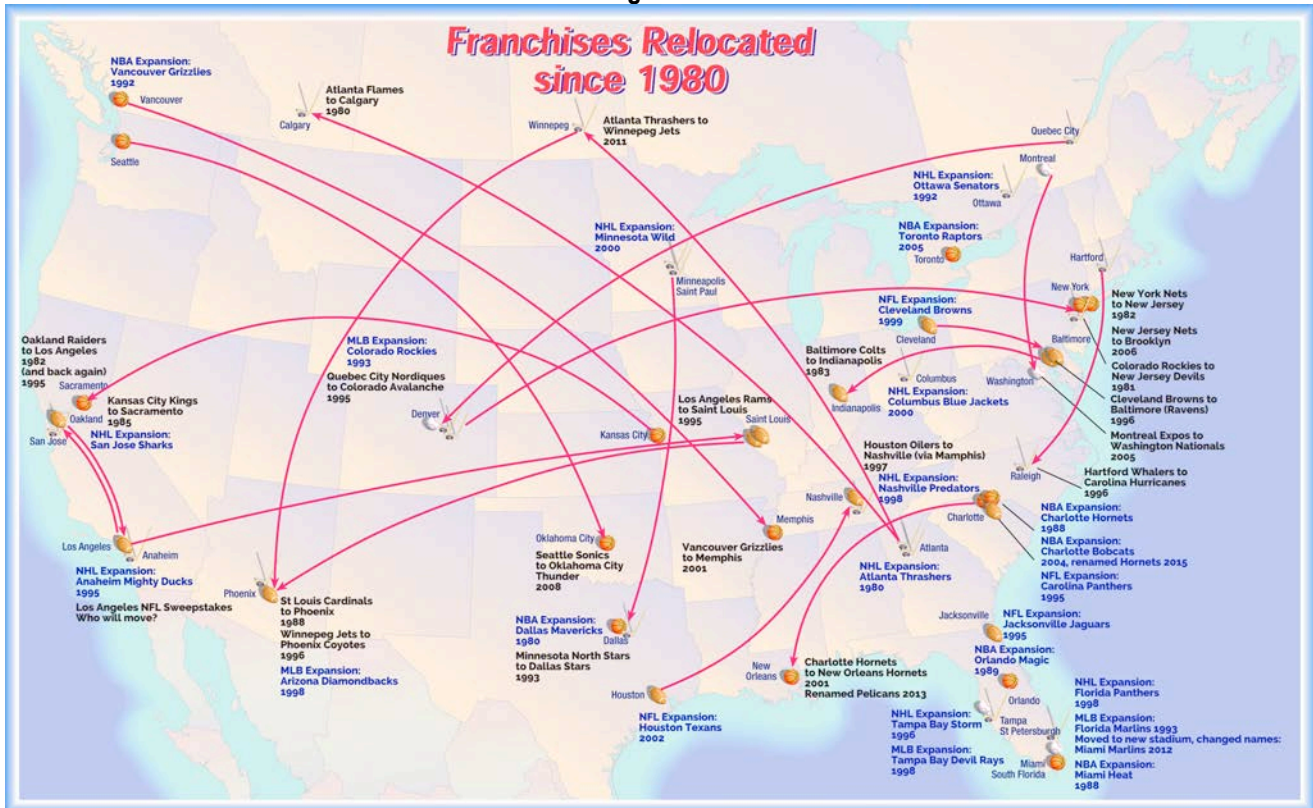 Franchises Relocated
since 1980
NBA Expansion:
Vancouver Grizzlies
1992
Vancouver
Seattle
Atlanta Flames
to Calgary
1980
Calgary
Winnepeg
Atlanta Thrashers to
Winnepeg Jets
2011
Quebec City
Montreal
NHL Expansion:
Ottawa Senators
1992
Ottawa
NHL Expansion:
Minnesota Wild
2000
Minneapolis
Saint Paul
NBA Expansion:
Toronto Raptors
2005
Toronto
Hartford
New York
New York Nets
to New Jersey
1982
New Jersey Nets
to Brooklyn
2006
Colorado Rockies to
New Jersey Devils
1981
Cleveland Browns to
Baltimore (Ravens)
1996
Montreal Expos to
Washington Nationals
2005
Hartford Whalers to
Carolina Hurricanes
1996
NFL Expansion:
Cleveland Browns
1999
Cleveland
Baltimore
Baltimore Colts
to Indianapolis
1983
Columbus
Washington
NHL Expansion:
Columbus Blue Jackets
2000
Indianapolis
Oakland Raiders
to Los Angeles
1982
(and back again)
1995
Sacramento
Kansas City Kings
to Sacramento
1985
Oakland
San Jose
NHL Expansion:
San Jose Sharks
MLB Expansion:
Colorado Rockies
1993
Quebec City Nordiques
to Colorado Avalanche
1995
Denver
Los Angeles Rams
to Saint Louis
1995
Saint Louis
Kansas City
Houston Oilers to
Nashville (via Mamphis)
1997
NHL Expansion:
Nashville Predators
1998
Nashville
Raleigh
Charlotte
NBA Expansion:
Charlotte Hornets
1988
NBA Expansion:
Charlotte Bobcats
2004, renamed Hornets 2015
NFL Expansion:
Carolina Panthers
1995
Los Angeles
Anaheim
NHL Expansion:
Anaheim Mighty Ducks
1995
Los Angeles NFL Sweepstakes
Who will move?
Phoenix
St Louis Cardinals
to Phoenix
1988
Winnepeg Jets to
Phoenix Coyotes
1996
MLB Expansion:
Arizona Diamondbacks
1998
Oklahoma City
Seattle Sonics
to Oklahoma City
Thunder
2008
Memphis
Vancouver Grizzlies
to Memphis
2001
Atlanta
NHL Expansion:
Atlanta Thrashers
1980
NBA Expansion:
Dallas Mavericks
1980
Dallas
Minnesota North Stars
to Dallas Stars
1993
Houston
NFL Expansion:
Houston Texans
2002
New
Orleans
Charlotte Hornets
to New Orleans Hornets
2001
Renamed Pelicans 2013
Jacksonville
NFL Expansion:
Jacksonville Jaguars
1995
NBA Expansion:
Orlando Magic
1989
Orlando
NHL Expansion:
Tampa Bay Storm
1996
MLB Expansion:
Tampa Bay Devil Rays
1998
Tampa
St Petersburgh
NHL Expansion:
Florida Panthers
1998
MLB Expansion:
Florida Marlins 1993
Moved to new stadium, changed names:
Miami Marlins 2012
NBA Expansion:
Miami Heat
1988
Miami
South Florida